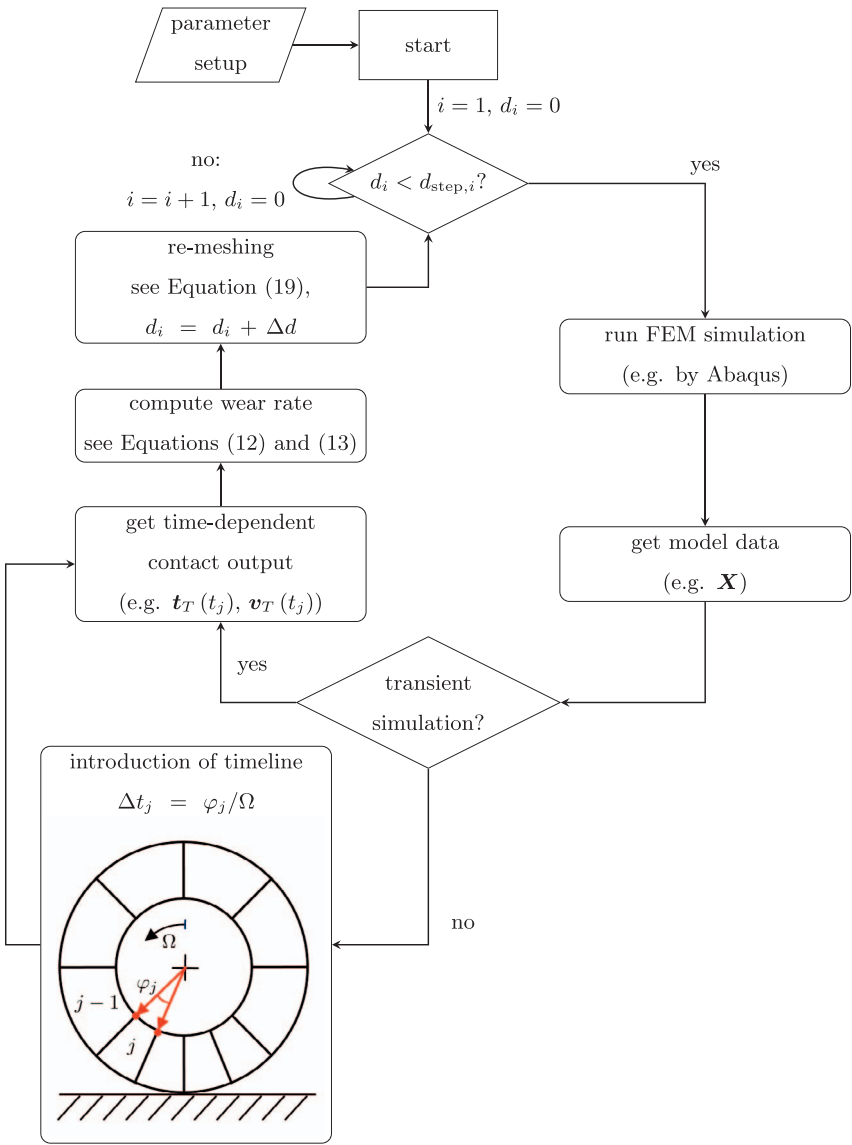 parameter
setup
start
i = 1, d_i = 0
no:
i = i + 1, d_i = 0
d_i < d_{step,i}?
yes
re-meshing
see Equation (19),
d_i = d_i + Δd
run FEM simulation
(e.g. by Abaqus)
compute wear rate
see Equations (12) and (13)
get time-dependent
contact output
(e.g. t_T (t_j), v_T (t_j))
get model data
(e.g. X)
yes
transient
simulation?
introduction of timeline
Δt_j = φ_j/Ω
no
Ω
φ_j
j − 1
j